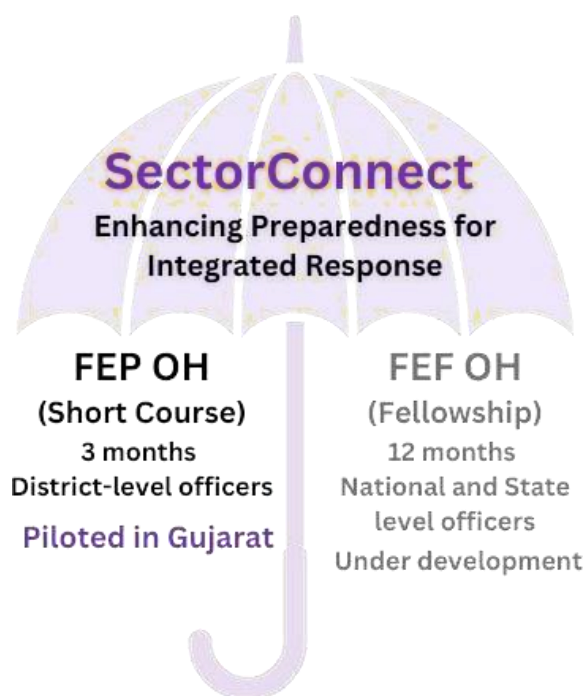 SectorConnect
Enhancing Preparedness for
Integrated Response
FEP OH
(Short Course)
3 months
District-level officers
Piloted in Gujarat
FEF OH
(Fellowship)
12 months
National and State
level officers
Under development